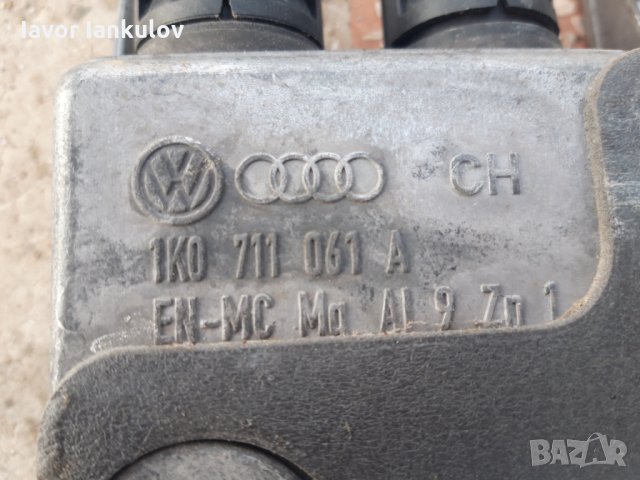 Iavor Iankulov
CH
1K0 711 061 A
EN-MC Mg Al 9 Zn 1
BAZAR